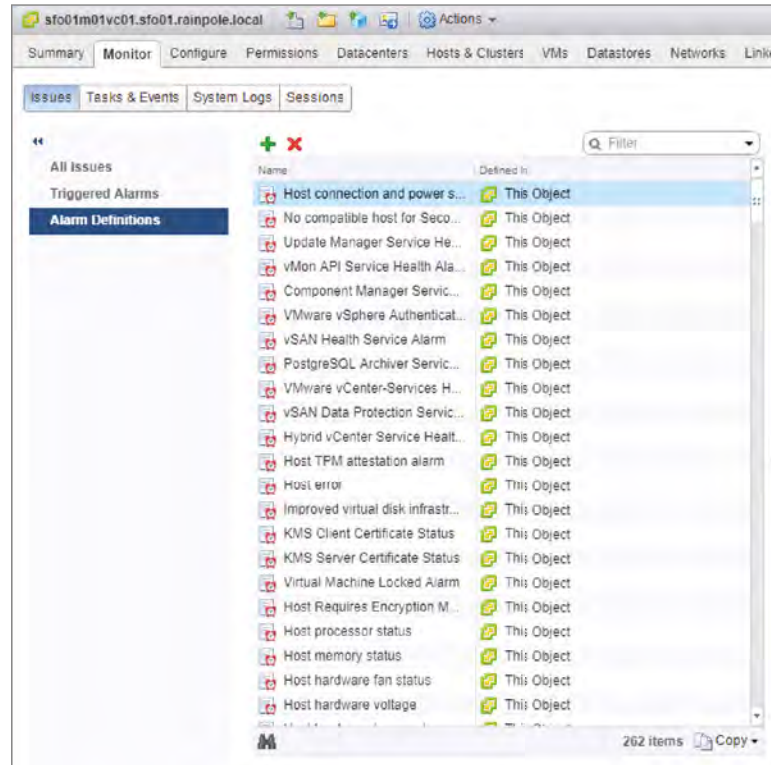 sfo01m01vc01.sfo01.rainpole.local Actions
Summary Monitor Configure Permissions Datacenters Hosts & Clusters VMs Datastores Networks Link
Issues Tasks & Events System Logs Sessions
All Issues
Triggered Alarms
Alarm Definitions
Filter
Name Defined In
Host connection and power s... This Object
No compatible host for Seco... This Object
Update Manager Service He... This Object
vMon API Service Health Ala... This Object
Component Manager Servic... This Object
VMware vSphere Authenticat... This Object
vSAN Health Service Alarm This Object
PostgreSQL Archiver Servic... This Object
VMware vCenter-Services H... This Object
vSAN Data Protection Servic... This Object
Hybrid vCenter Service Healt... This Object
Host TPM attestation alarm This Object
Host error This Object
Improved virtual disk infrastr... This Object
KMS Client Certificate Status This Object
KMS Server Certificate Status This Object
Virtual Machine Locked Alarm This Object
Host Requires Encryption M... This Object
Host processor status This Object
Host memory status This Object
Host hardware fan status This Object
Host hardware voltage This Object
262 items Copy